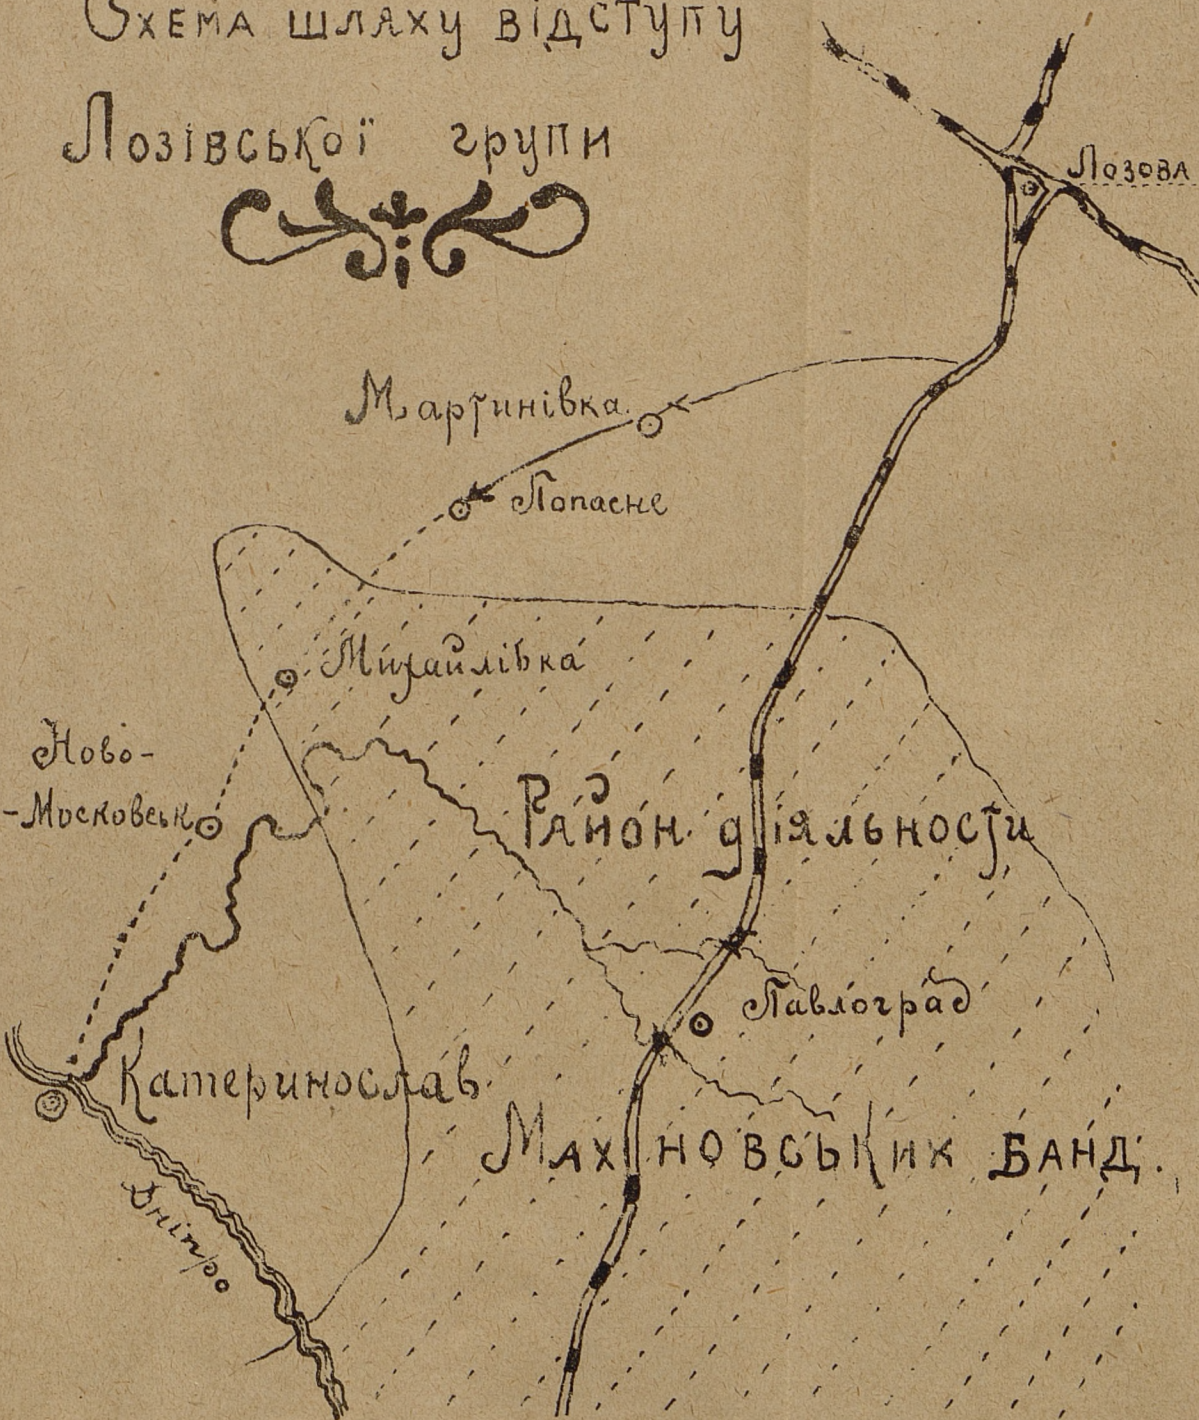 Схема шляху відступу
Лозівської групи
Лозова
Мартинівка
Попасне
Михайлівка
Ново-
-Московськ
Район діяльности
Павлоград
Катеринослав
Махновських банд.
Дніпро